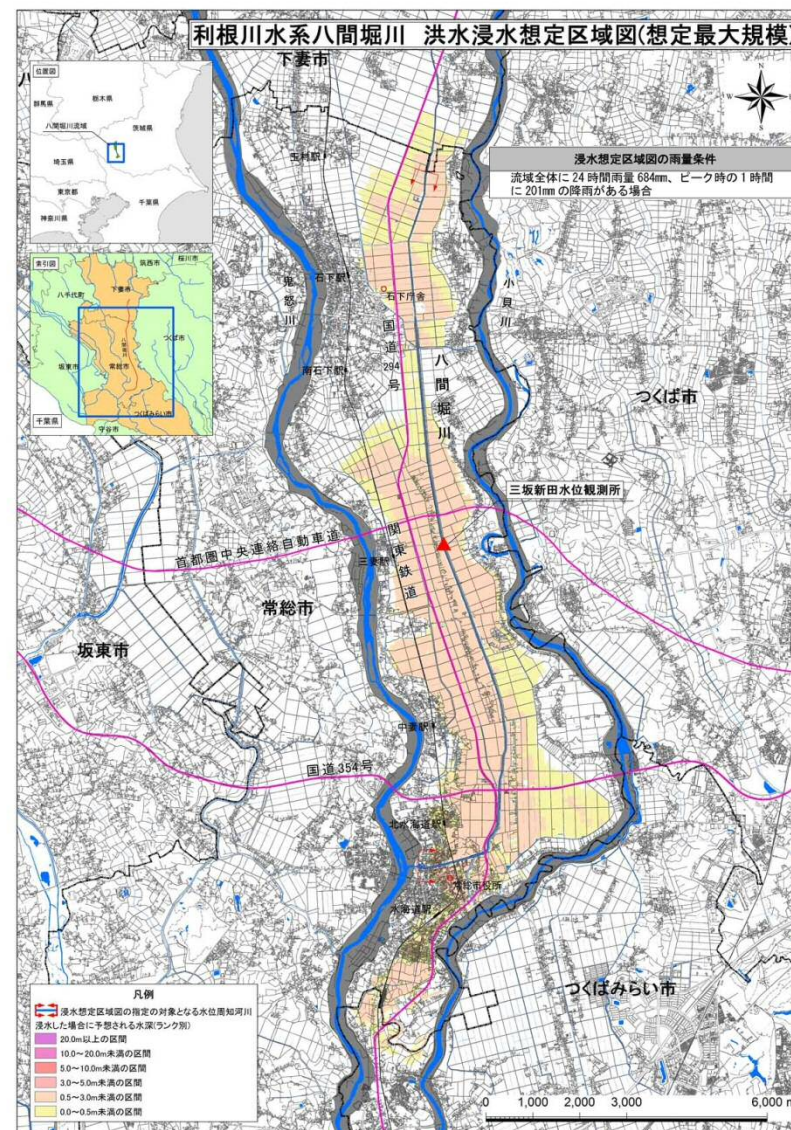 利根川水系八間堀川 洪水浸水想定区域図(想定最大規模)
下妻市
位置図
栃木県
群馬県
茨城県
八間堀川流域
埼玉県
東京都
千葉県
神奈川県
N
W
S
浸水想定区域図の雨量条件
流域全体に24時間雨量684mm、ピーク時の1時間
に201mmの降雨がある場合
玉村駅
索引図
桜川市
筑西市
下妻市
八千代町
つくば市
八間堀川
坂東市
常総市
つくばみらい市
守谷市
千葉県
鬼怒川
石下駅
石下庁舎
小貝川
国道294号
南石下駅
八間堀川
つくば市
三坂新田水位観測所
首都圏中央連絡自動車道
関東鉄道
三妻駅
常総市
坂東市
中妻駅
国道354号
北水海道駅
常総市役所
水海道駅
つくばみらい市
凡例
浸水想定区域図の指定の対象となる水位周知河川
浸水した場合に予想される水深(ランク別)
20.0m以上の区間
10.0～20.0m未満の区間
5.0～10.0m未満の区間
3.0～5.0m未満の区間
0.5～3.0m未満の区間
0.0～0.5m未満の区間
0 1,000 2,000 3,000 6,000 m